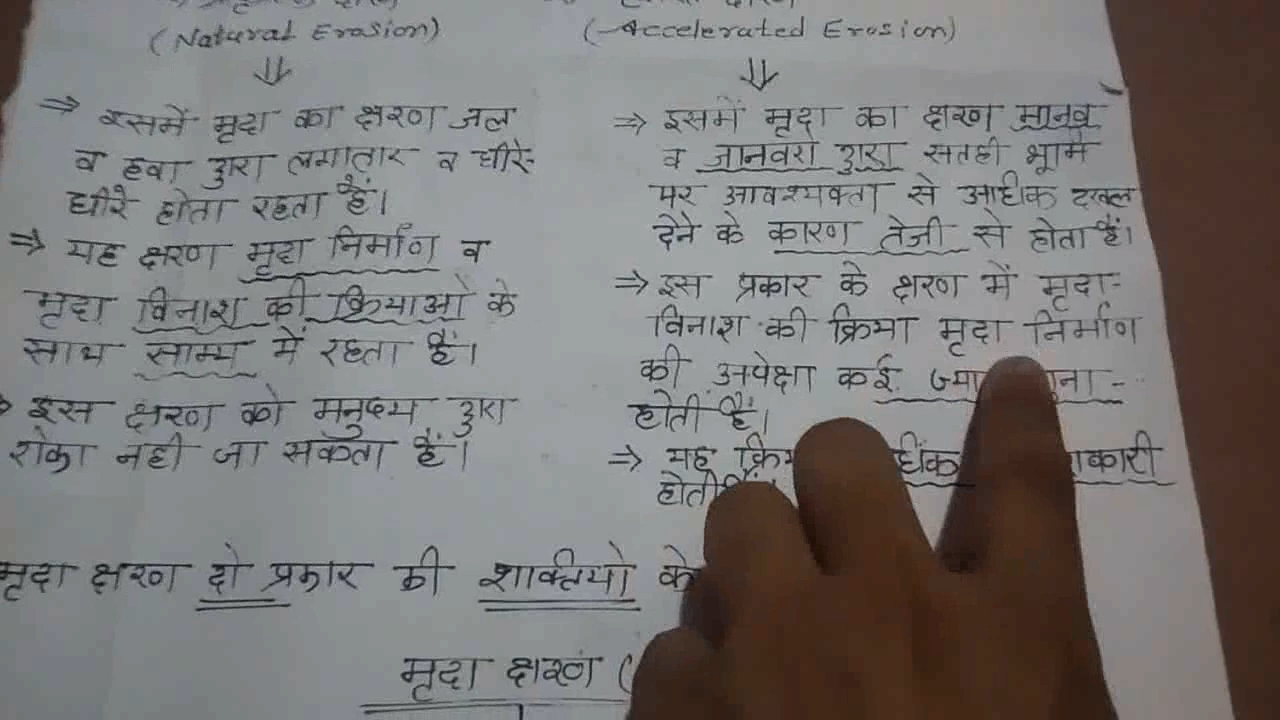 (Natural Erosion)
(Accelerated Erosion)
⇒ इसमें मृदा का क्षरण जल
व हवा द्वारा लगातार व धीरे-
धीरे होता रहता हैं।
⇒ यह क्षरण मृदा निर्माण व
मृदा विनाश की क्रियाओ के
साथ साम्य में रहता हैं।
⇒ इस क्षरण को मनुष्य द्वारा
रोका नही जा सकता हैं।
⇒ इसमें मृदा का क्षरण मानव
व जानवरो द्वारा सतही भूमि
पर आवश्यक्ता से अधिक दखल
देने के कारण तेजी से होता हैं।
⇒ इस प्रकार के क्षरण में मृदा-
विनाश की क्रिया मृदा निर्माण
की अपेक्षा कई
होती हैं।
⇒ यह
होती हैं।
मृदा क्षरण दो प्रकार की शक्तियो के
मृदा क्षरण (